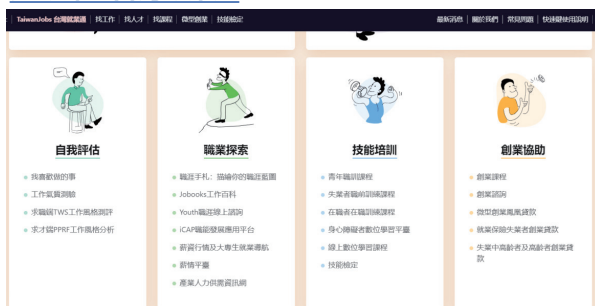 TaiwanJobs 台灣就業通 | 找工作 | 找人才 | 找課程 | 微型創業 | 技能檢定
最新消息 | 關於我們 | 常見問題 | 快速鍵使用說明
自我評估
我喜歡做的事
工作氣質測驗
求職端TWS工作風格測評
求才端PPRF工作風格分析
職業探索
職涯手札：描繪你的職涯藍圖
Jobooks工作百科
Youth職涯線上諮詢
iCAP職能發展應用平台
薪資行情及大專生就業導航
薪情平臺
產業人力供需資訊網
技能培訓
青年職訓課程
失業者職前訓練課程
在職者在職訓練課程
身心障礙者數位學習平臺
線上數位學習課程
技能檢定
創業協助
創業課程
創業諮詢
微型創業鳳凰貸款
就業保險失業者創業貸款
失業中高齡者及高齡者創業貸
款